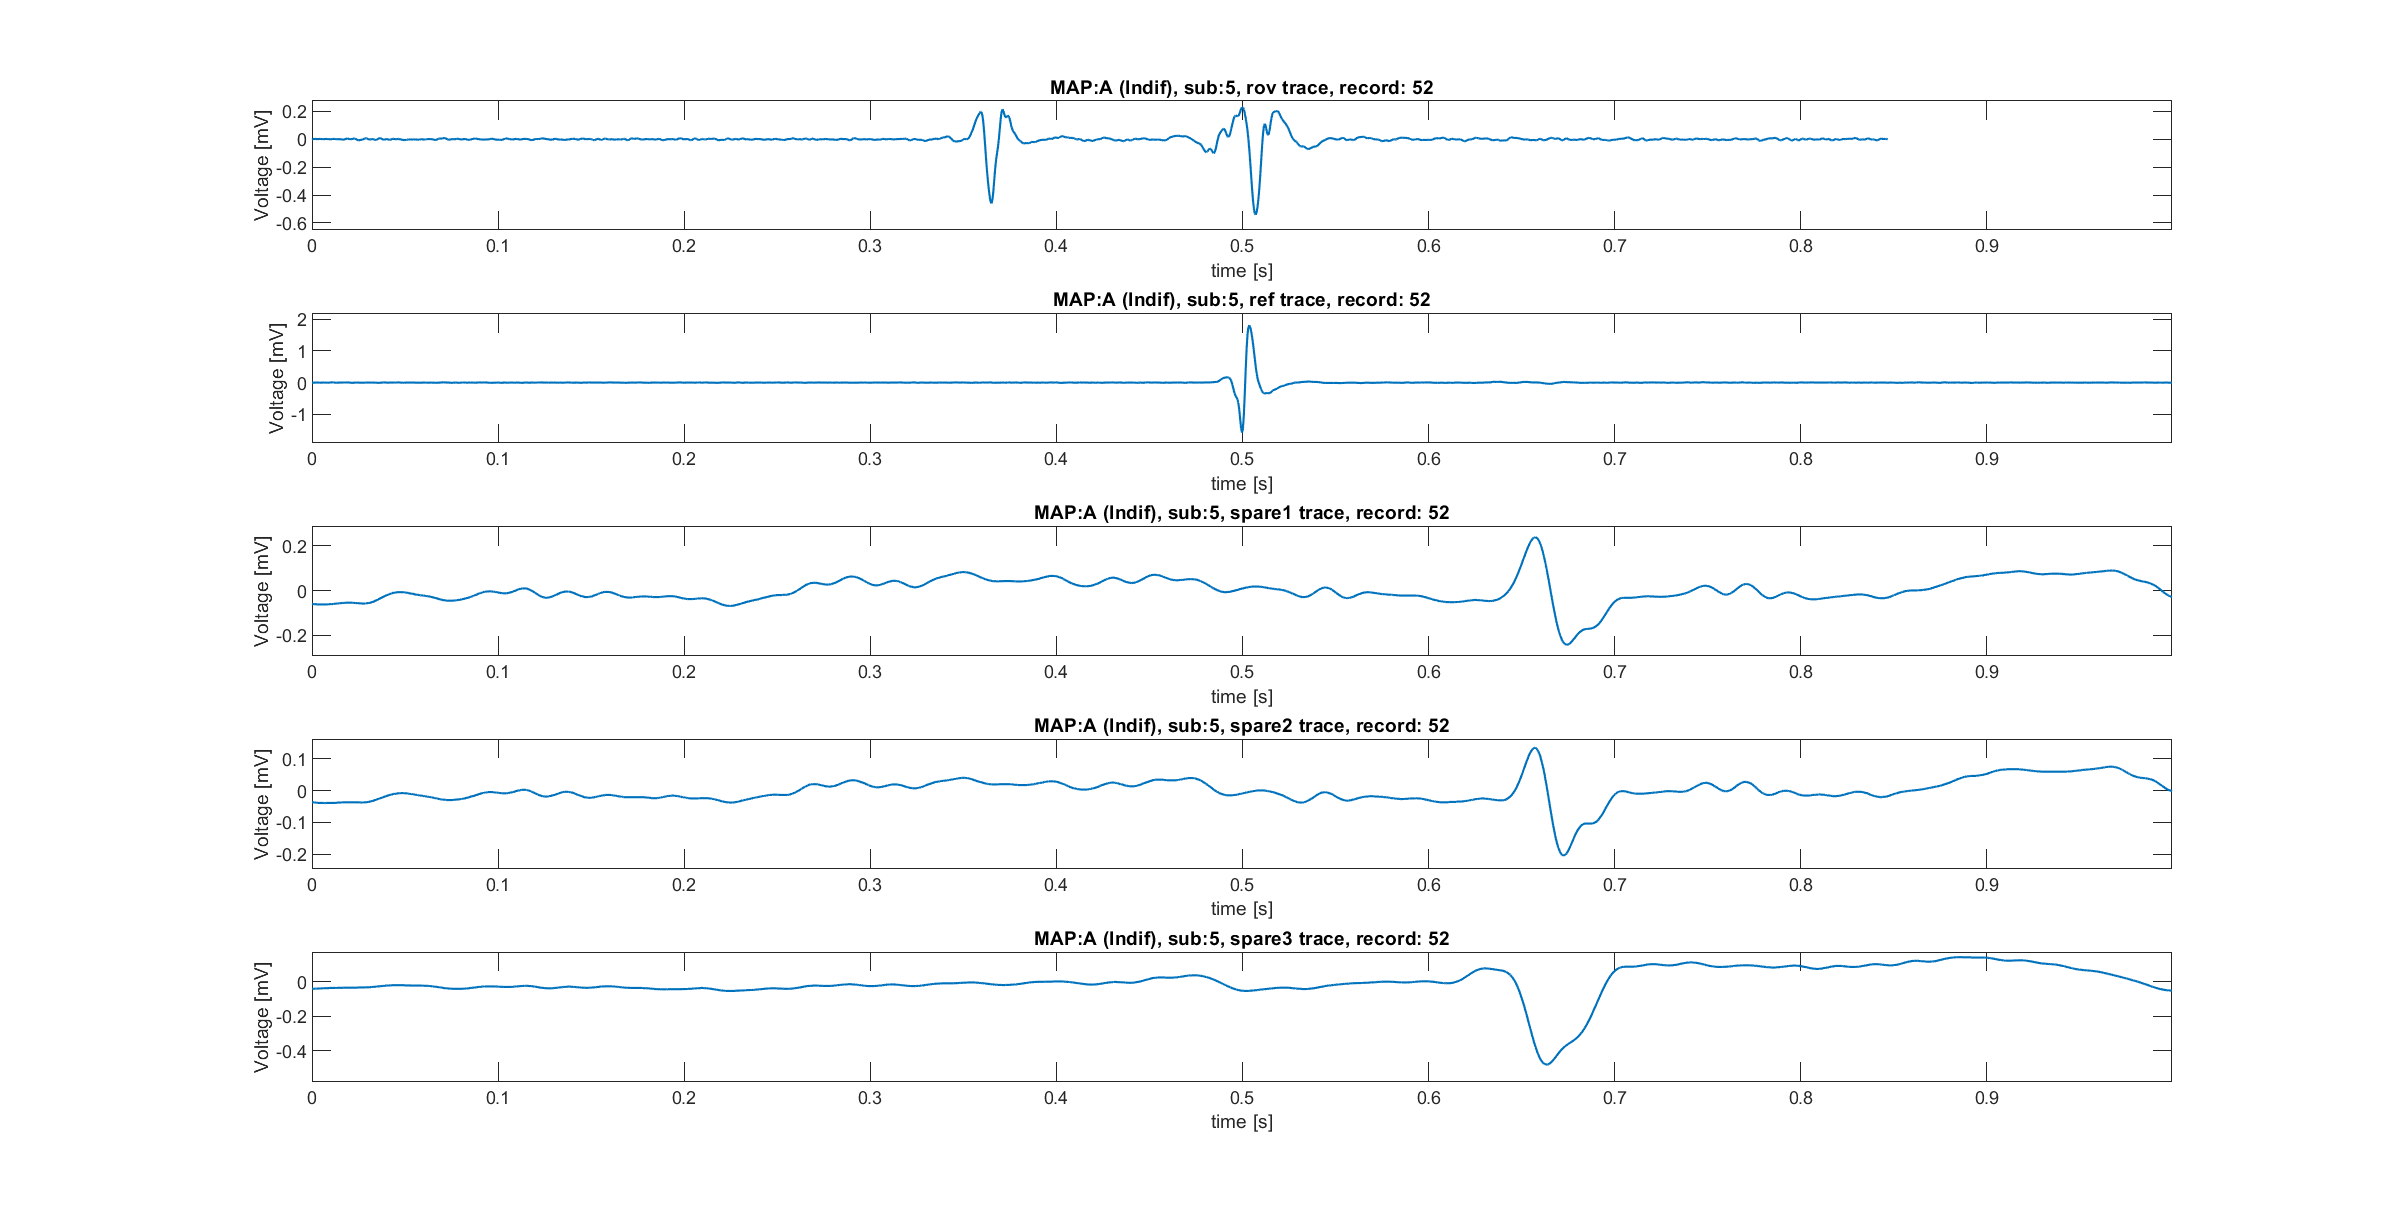 MAP:A (Indif), sub:5, rov trace, record: 52
Voltage [mV]
0.2
0
-0.2
-0.4
-0.6
0 0.1 0.2 0.3 0.4 0.5 0.6 0.7 0.8 0.9
time [s]
MAP:A (Indif), sub:5, ref trace, record: 52
Voltage [mV]
2
1
0
-1
0 0.1 0.2 0.3 0.4 0.5 0.6 0.7 0.8 0.9
time [s]
MAP:A (Indif), sub:5, spare1 trace, record: 52
Voltage [mV]
0.2
0
-0.2
0 0.1 0.2 0.3 0.4 0.5 0.6 0.7 0.8 0.9
time [s]
MAP:A (Indif), sub:5, spare2 trace, record: 52
Voltage [mV]
0.1
0
-0.1
-0.2
0 0.1 0.2 0.3 0.4 0.5 0.6 0.7 0.8 0.9
time [s]
MAP:A (Indif), sub:5, spare3 trace, record: 52
Voltage [mV]
0
-0.2
-0.4
0 0.1 0.2 0.3 0.4 0.5 0.6 0.7 0.8 0.9
time [s]